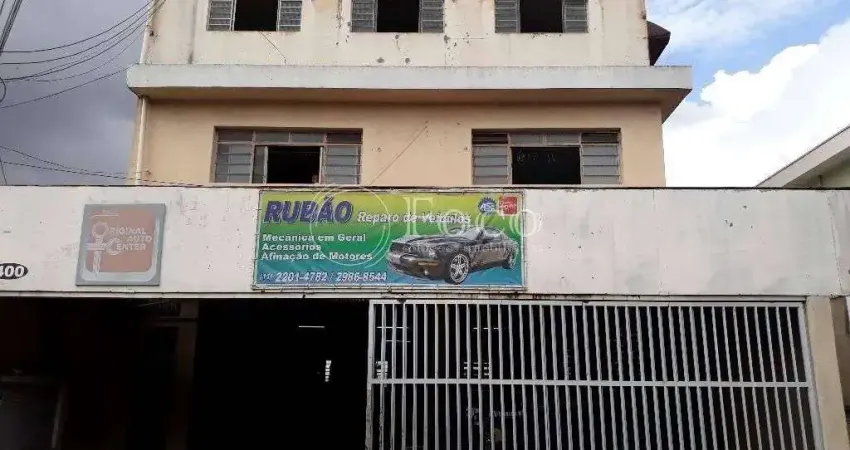 RUBÃO Reparo de Veículos
Mecânica em Geral
Acessórios
Afinação de Motores
2201-4782 / 2986-8544
ORIGINAL AUTO
CENTER
400
Foco